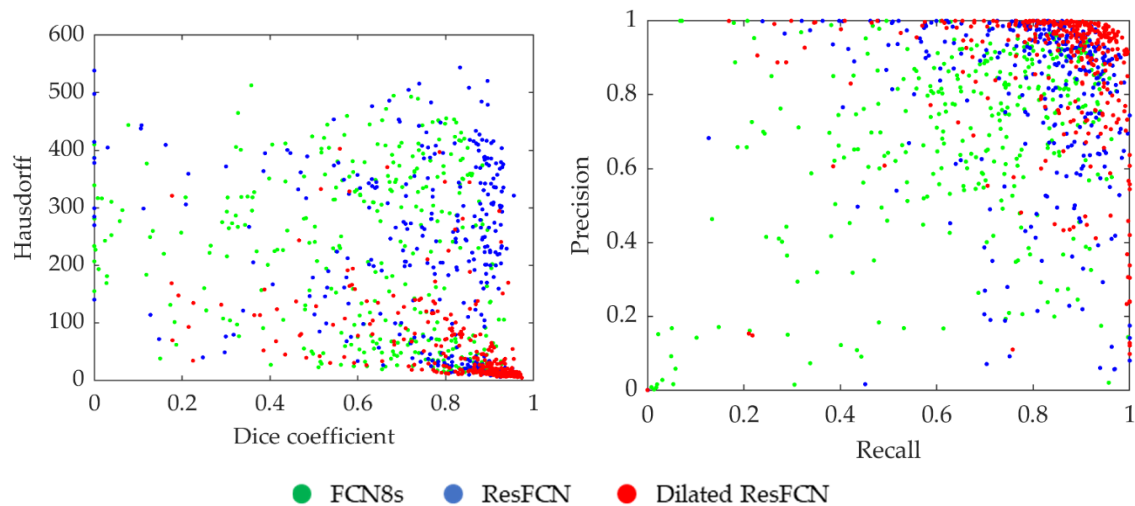 600
500
400
300
200
100
0
Hausdorff
0 0.2 0.4 0.6 0.8 1
Dice coefficient
1
0.8
0.6
0.4
0.2
0
Precision
0 0.2 0.4 0.6 0.8 1
Recall
FCN8s ResFCN Dilated ResFCN